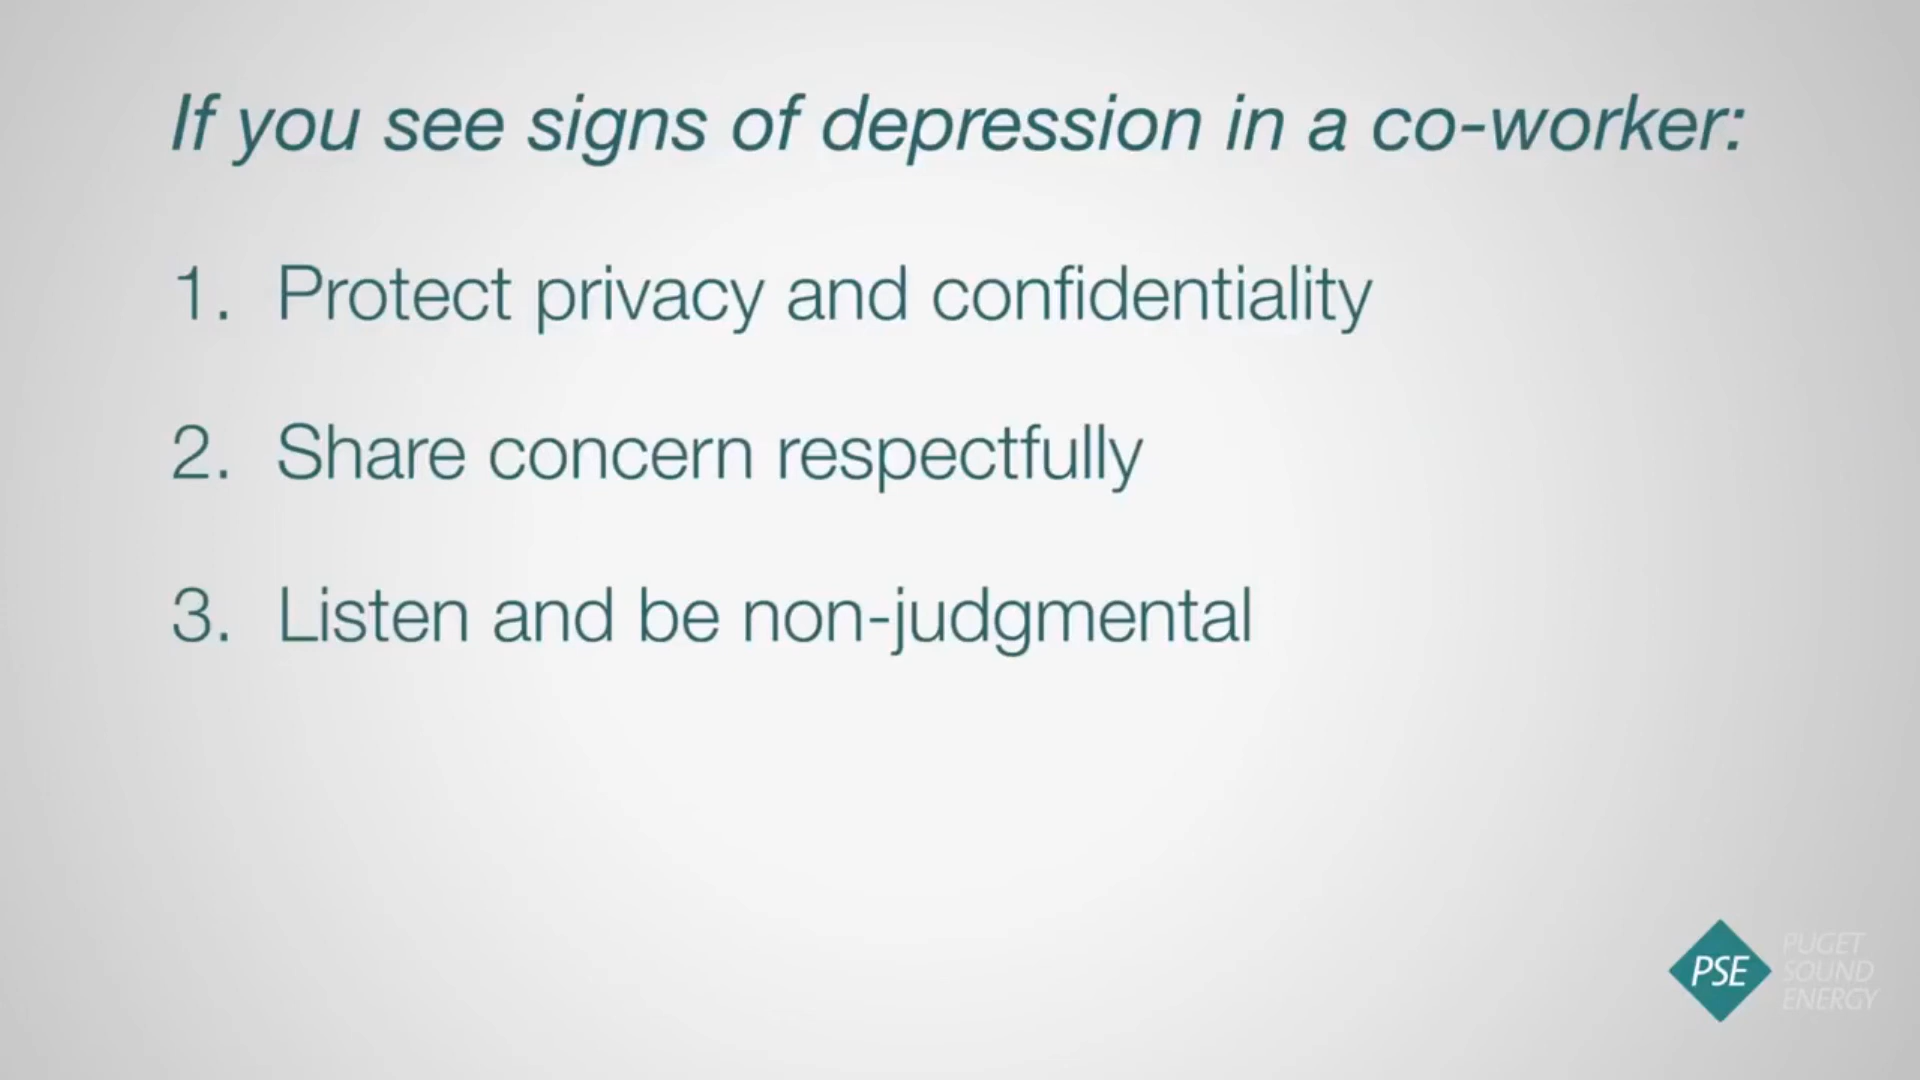 If you see signs of depression in a co-worker:
1. Protect privacy and confidentiality
2. Share concern respectfully
3. Listen and be non-judgmental
PSE
PUGET
SOUND
ENERGY